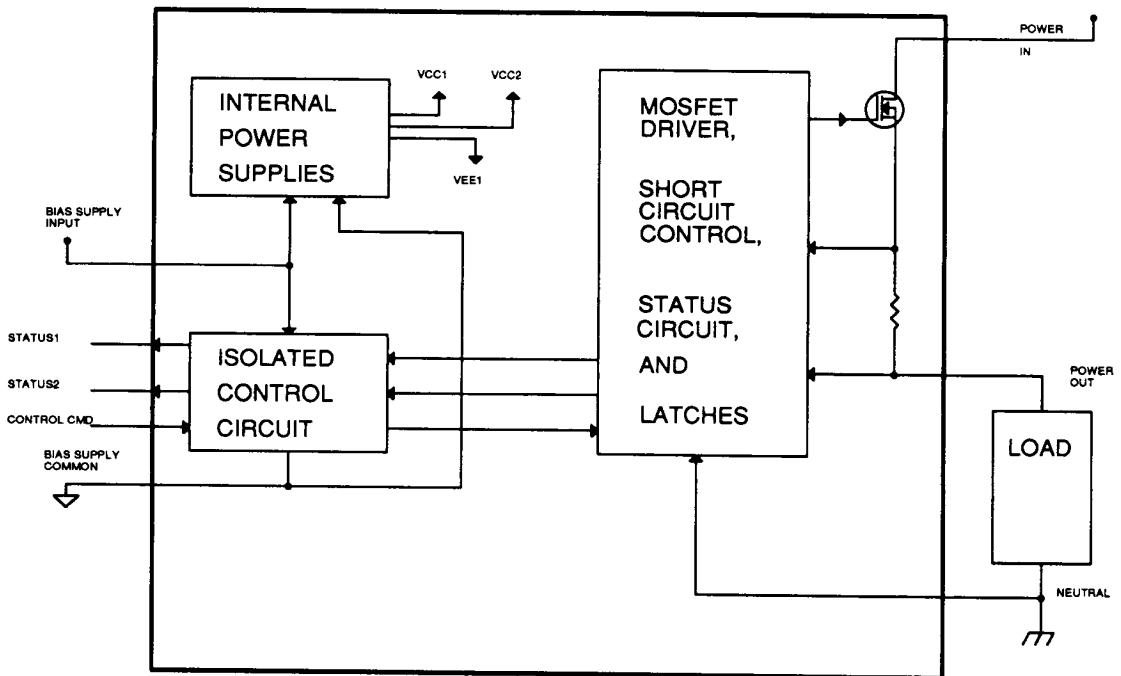 POWER
IN
VCC1
VCC2
INTERNAL
POWER
SUPPLIES
VEE1
MOSFET
DRIVER,
SHORT
CIRCUIT
CONTROL,
STATUS
CIRCUIT,
AND
LATCHES
BIAS SUPPLY
INPUT
STATUS1
STATUS2
CONTROL CMD
BIAS SUPPLY
COMMON
ISOLATED
CONTROL
CIRCUIT
POWER
OUT
LOAD
NEUTRAL